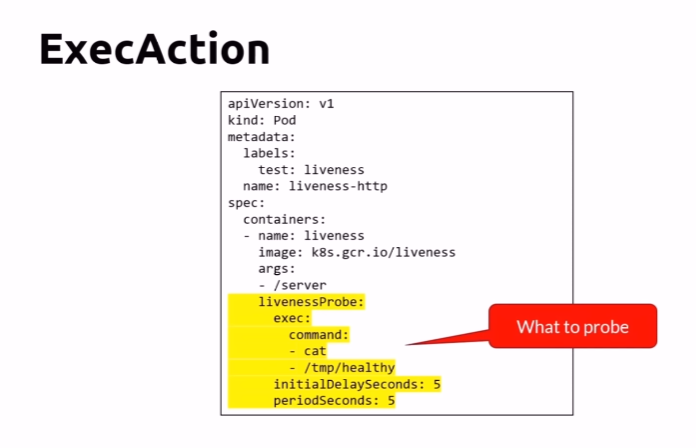 ExecAction
apiVersion: v1
kind: Pod
metadata:
  labels:
    test: liveness
  name: liveness-http
spec:
  containers:
  - name: liveness
    image: k8s.gcr.io/liveness
    args:
    - /server
    livenessProbe:
      exec:
        command:
        - cat
        - /tmp/healthy
      initialDelaySeconds: 5
      periodSeconds: 5
What to probe